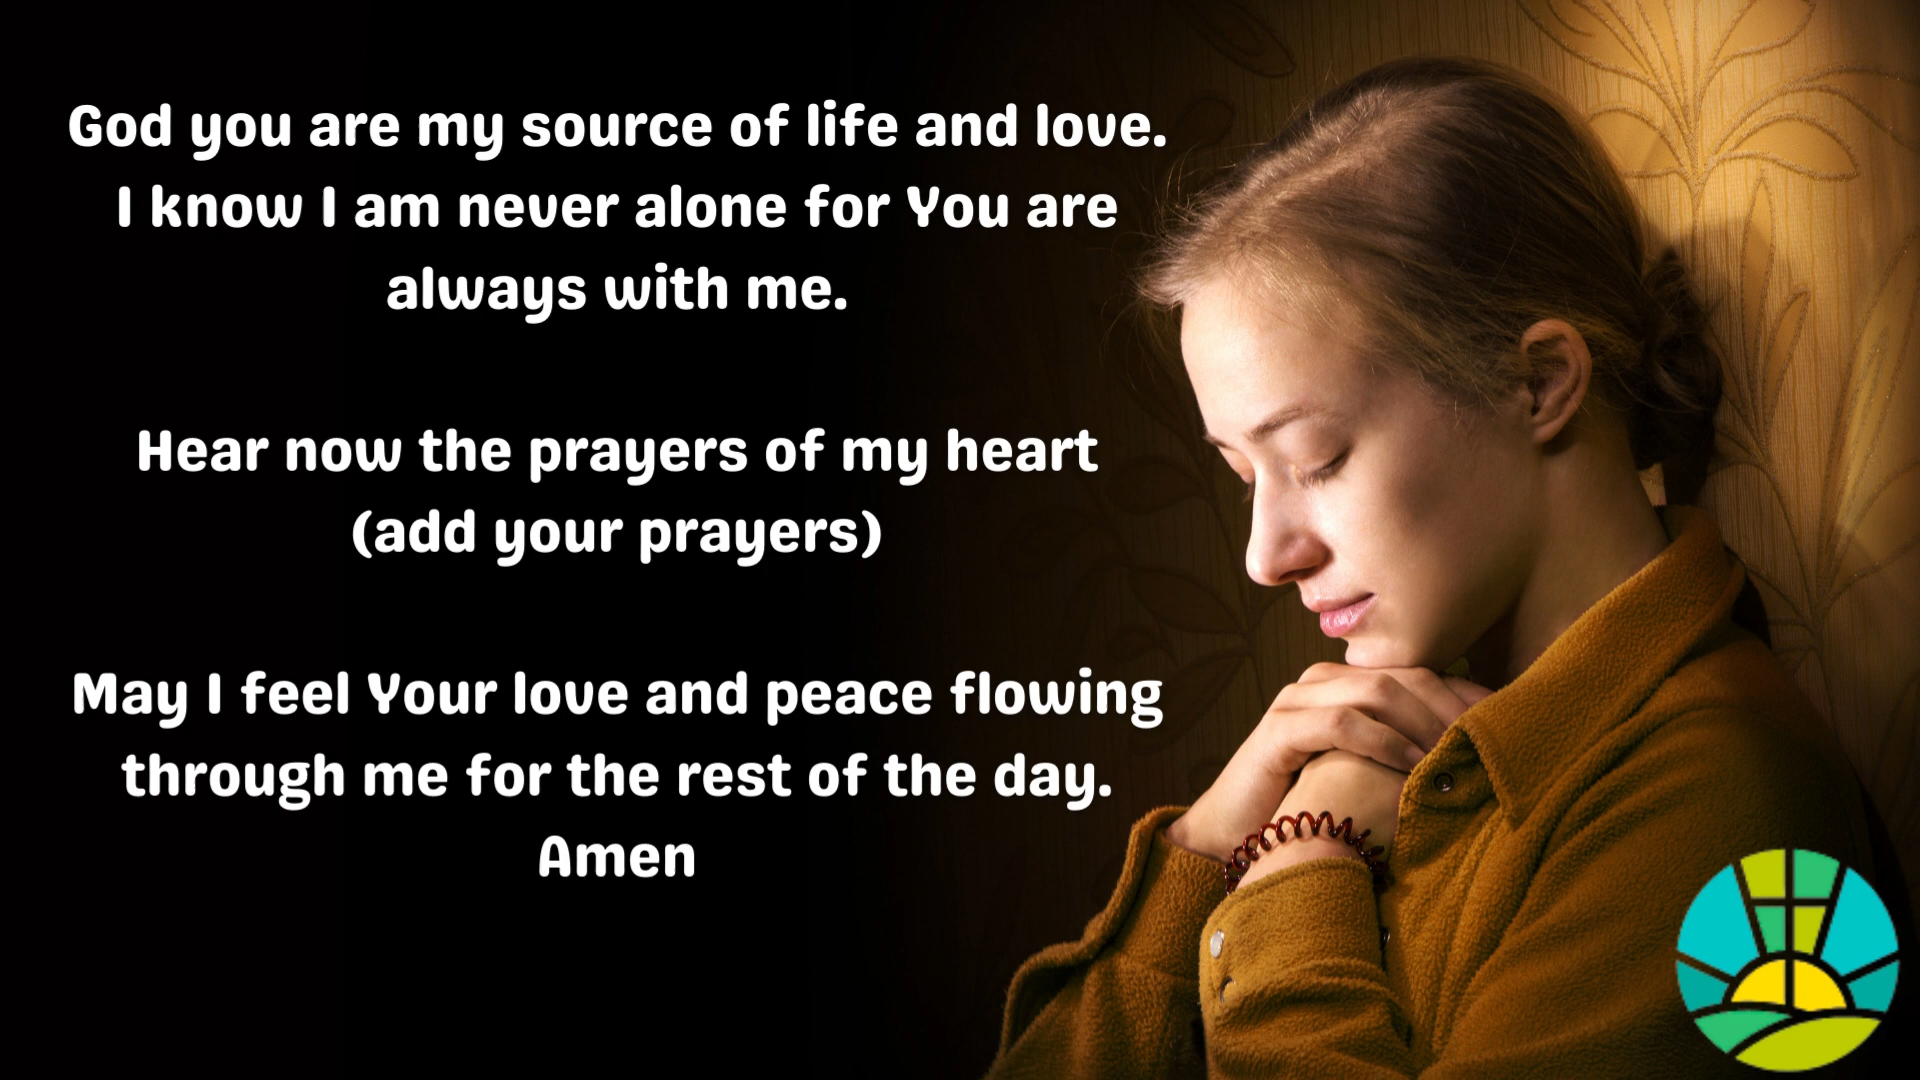 God you are my source of life and love.
I know I am never alone for You are
always with me.
Hear now the prayers of my heart
(add your prayers)
May I feel Your love and peace flowing
through me for the rest of the day.
Amen